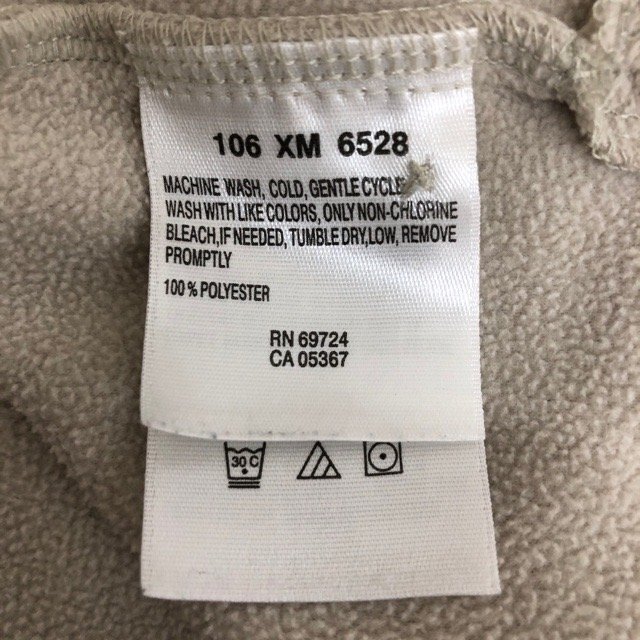 106 XM 6528
MACHINE WASH, COLD, GENTLE CYCLE
WASH WITH LIKE COLORS, ONLY NON-CHLORINE
BLEACH,IF NEEDED, TUMBLE DRY,LOW, REMOVE
PROMPTLY
100 % POLYESTER
RN 69724
CA 05367
30 C